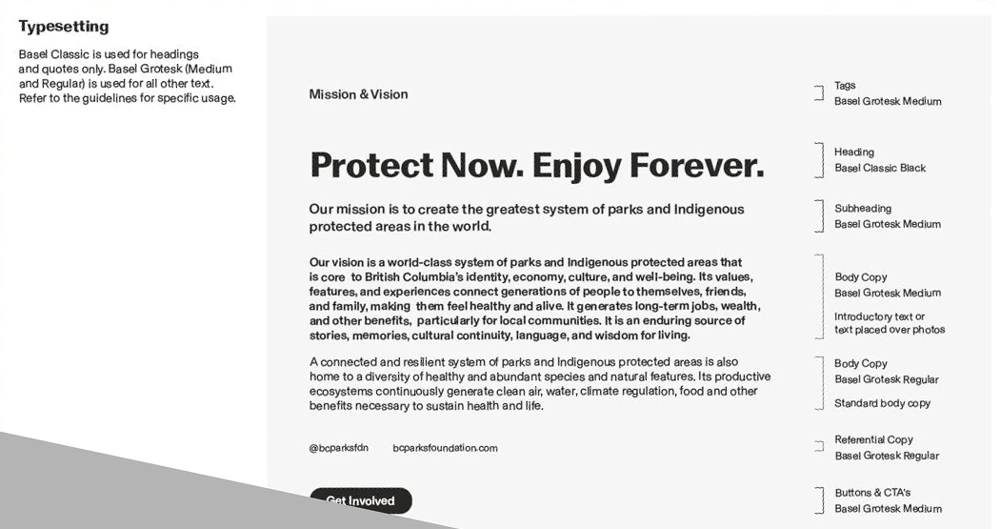 Typesetting
Basel Classic is used for headings
and quotes only. Basel Grotesk (Medium
and Regular) is used for all other text.
Refer to the guidelines for specific usage.
Mission & Vision
Protect Now. Enjoy Forever.
Our mission is to create the greatest system of parks and Indigenous
protected areas in the world.
Our vision is a world-class system of parks and Indigenous protected areas that
is core to British Columbia's identity, economy, culture, and well-being. Its values,
features, and experiences connect generations of people to themselves, friends,
and family, making them feel healthy and alive. It generates long-term jobs, wealth,
and other benefits, particularly for local communities. It is an enduring source of
stories, memories, cultural continuity, language, and wisdom for living.
A connected and resilient system of parks and Indigenous protected areas is also
home to a diversity of healthy and abundant species and natural features. Its productive
ecosystems continuously generate clean air, water, climate regulation, food and other
benefits necessary to sustain health and life.
@bcparksfdn bcparksfoundation.com
Get Involved
Tags
Basel Grotesk Medium
Heading
Basel Classic Black
Subheading
Basel Grotesk Medium
Body Copy
Basel Grotesk Medium
Introductory text or
text placed over photos
Body Copy
Basel Grotesk Regular
Standard body copy
Referential Copy
Basel Grotesk Regular
Buttons & CTA's
Basel Grotesk Medium